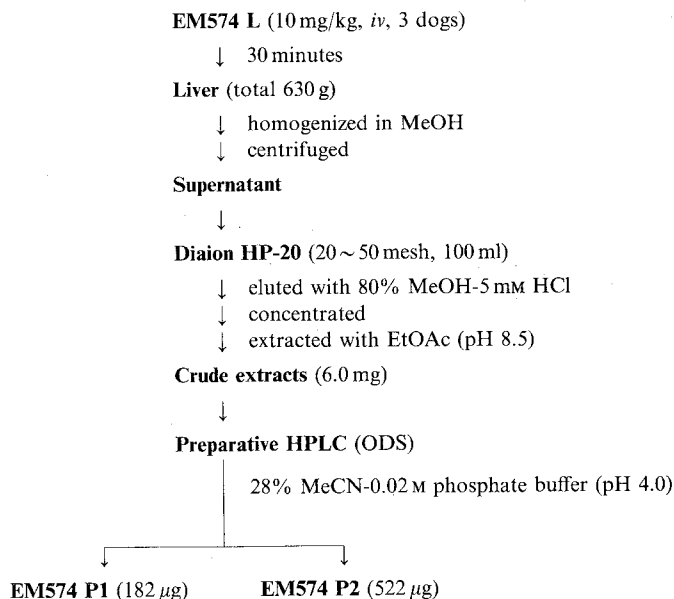 EM574 L (10 mg/kg, iv, 3 dogs)
↓ 30 minutes
Liver (total 630 g)
↓ homogenized in MeOH
↓ centrifuged
Supernatant
↓
Diaion HP-20 (20~50 mesh, 100 ml)
↓ eluted with 80% MeOH-5 mM HCl
↓ concentrated
↓ extracted with EtOAc (pH 8.5)
Crude extracts (6.0 mg)
↓
Preparative HPLC (ODS)
28% MeCN-0.02 M phosphate buffer (pH 4.0)
EM574 P1 (182 μg) EM574 P2 (522 μg)